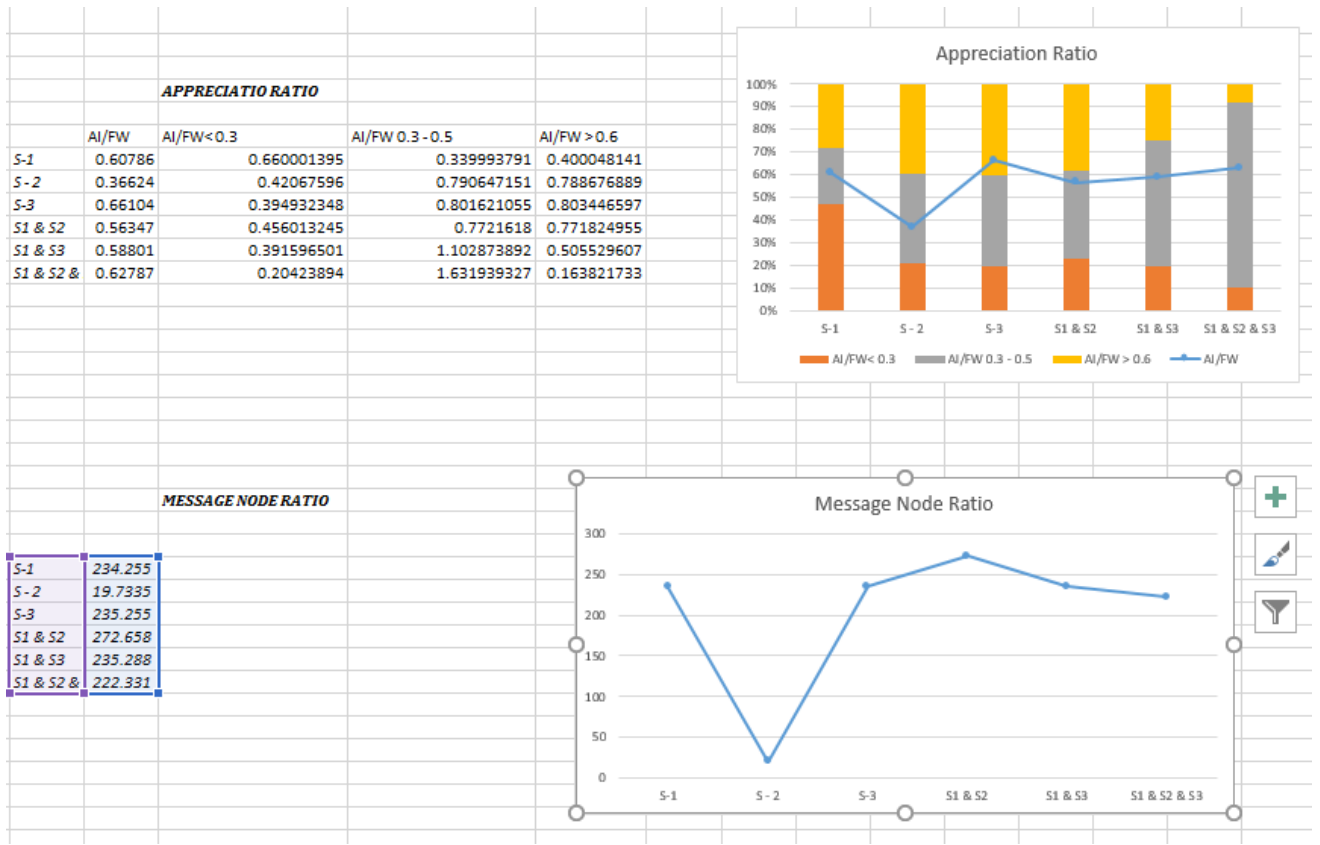 APPRECIATIO RATIO
AI/FW AI/FW< 0.3 AI/FW 0.3 - 0.5 AI/FW > 0.6
S-1 0.60786 0.660001395 0.339993791 0.400048141
S - 2 0.36624 0.42067596 0.790647151 0.788676889
S-3 0.66104 0.394932348 0.801621055 0.803446597
S1 & S2 0.56347 0.456013245 0.7721618 0.771824955
S1 & S3 0.58801 0.391596501 1.102873892 0.505529607
S1 & S2 & 0.62787 0.20423894 1.631939327 0.163821733
Appreciation Ratio
100%
90%
80%
70%
60%
50%
40%
30%
20%
10%
0%
S-1 S - 2 S-3 S1 & S2 S1 & S3 S1 & S2 & S3
AI/FW< 0.3 AI/FW 0.3 - 0.5 AI/FW > 0.6 AI/FW
MESSAGE NODE RATIO
S-1 234.255
S - 2 19.7335
S-3 235.255
S1 & S2 272.658
S1 & S3 235.288
S1 & S2 & 222.331
Message Node Ratio
300
250
200
150
100
50
0
S-1 S - 2 S-3 S1 & S2 S1 & S3 S1 & S2 & S3